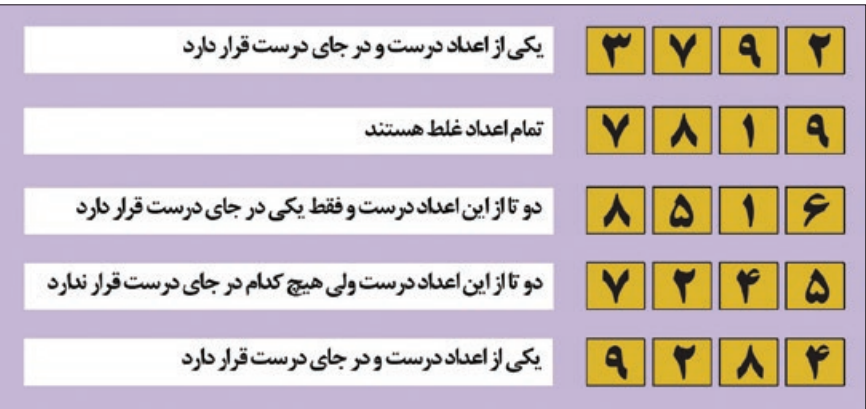 ۳ ۷ ۹ ۲ یکی از اعداد درست و در جای درست قرار دارد
۷ ۸ ۱ ۹ تمام اعداد غلط هستند
۸ ۵ ۱ ۶ دو تا از این اعداد درست و فقط یکی در جای درست قرار دارد
۷ ۲ ۴ ۵ دو تا از این اعداد درست ولی هیچ کدام در جای درست قرار ندارد
۹ ۲ ۸ ۴ یکی از اعداد درست و در جای درست قرار دارد